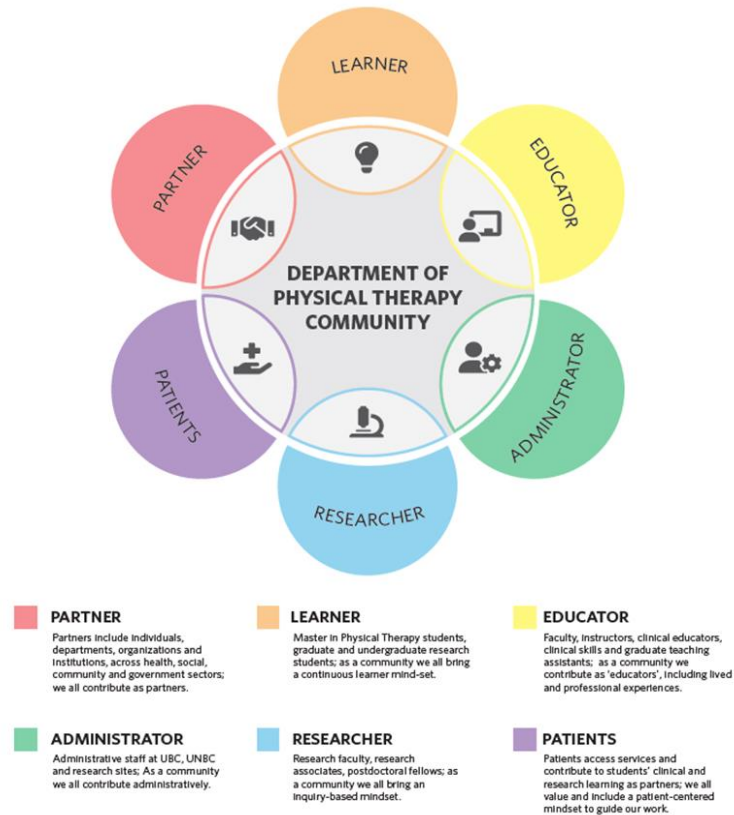 LEARNER
PARTNER
EDUCATOR
DEPARTMENT OF
PHYSICAL THERAPY
COMMUNITY
PATIENTS
ADMINISTRATOR
RESEARCHER
PARTNER
Partners include individuals,
departments, organizations and
institutions, across health, social,
community and government sectors;
we all contribute as partners.
LEARNER
Master in Physical Therapy students,
graduate and undergraduate research
students; as a community we all bring
a continuous learner mind-set.
EDUCATOR
Faculty, instructors, clinical educators,
clinical skills and graduate teaching
assistants; as a community we
contribute as 'educators', including lived
and professional experiences.
ADMINISTRATOR
Administrative staff at UBC, UNBC
and research sites; As a community
we all contribute administratively.
RESEARCHER
Research faculty, research
associates, postdoctoral fellows; as
a community we all bring an
inquiry-based mindset.
PATIENTS
Patients access services and
contribute to students' clinical and
research learning as partners; we all
value and include a patient-centered
mindset to guide our work.